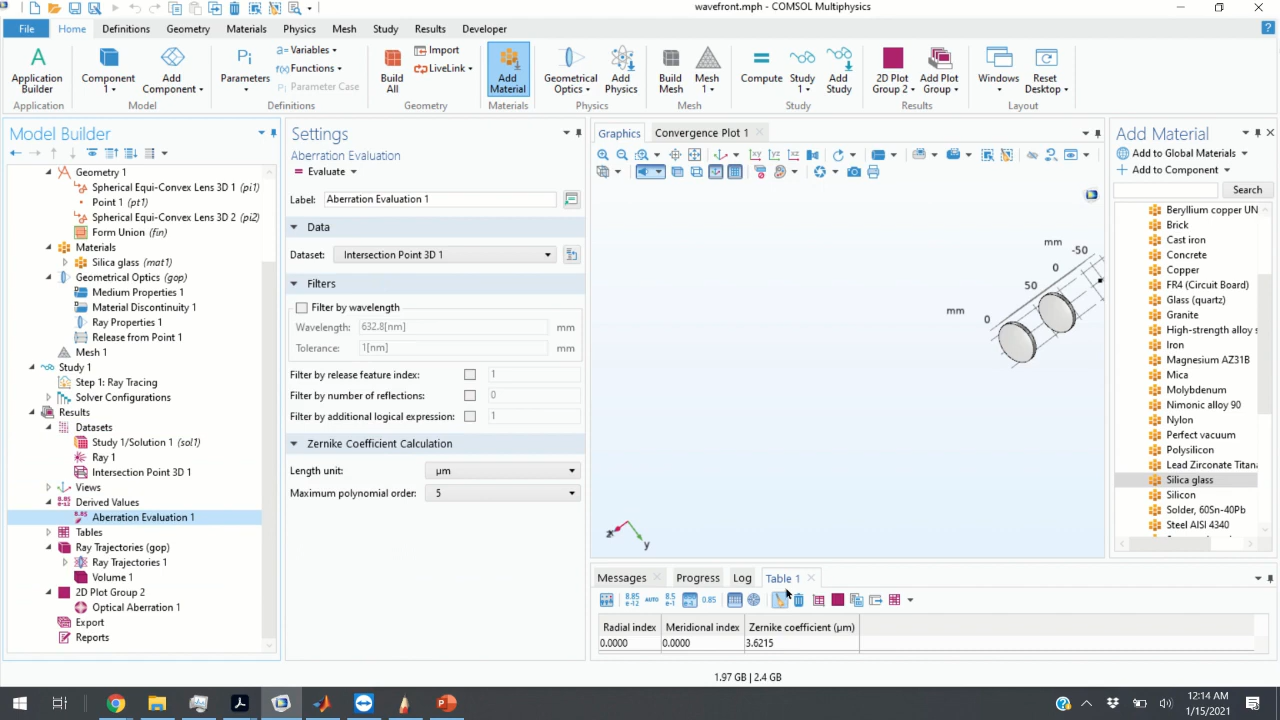 wavefront.mph - COMSOL Multiphysics
File Home Definitions Geometry Materials Physics Mesh Study Results Developer
Application Builder
Component 1
Add Component
Parameters
a= Variables
f(x) Functions
Pi Parameter Case
Build All
Import
LiveLink
Add Material
Geometrical Optics
Add Physics
Build Mesh
Mesh 1
Compute
Study 1
Add Study
2D Plot Group 2
Add Plot Group
Windows
Reset Desktop
Application Model Definitions Geometry Materials Physics Mesh Study Results Layout
Model Builder
Geometry 1
Spherical Equi-Convex Lens 3D 1 (pi1)
Point 1 (pt1)
Spherical Equi-Convex Lens 3D 2 (pi2)
Form Union (fin)
Materials
Silica glass (mat1)
Geometrical Optics (gop)
Medium Properties 1
Material Discontinuity 1
Ray Properties 1
Release from Point 1
Mesh 1
Study 1
Step 1: Ray Tracing
Solver Configurations
Results
Datasets
Study 1/Solution 1 (sol1)
Ray 1
Intersection Point 3D 1
Views
Derived Values
Aberration Evaluation 1
Tables
Ray Trajectories (gop)
Ray Trajectories 1
Volume 1
2D Plot Group 2
Optical Aberration 1
Export
Reports
Settings
Aberration Evaluation
= Evaluate
Label: Aberration Evaluation 1
Data
Dataset: Intersection Point 3D 1
Filters
Filter by wavelength
Wavelength: 632.8[nm] mm
Tolerance: 1[nm] mm
Filter by release feature index: 1
Filter by number of reflections: 0
Filter by additional logical expression: 1
Zernike Coefficient Calculation
Length unit: µm
Maximum polynomial order: 5
Graphics Convergence Plot 1
mm -50
0
50
mm 0
z y
Messages Progress Log Table 1
8.85 e-12 AUTO 8.5 e-1 0.85
Radial index Meridional index Zernike coefficient (µm)
0.0000 0.0000 3.6215
Add Material
Add to Global Materials
Add to Component
Search
Beryllium copper UN
Brick
Cast iron
Concrete
Copper
FR4 (Circuit Board)
Glass (quartz)
Granite
High-strength alloy s
Iron
Magnesium AZ31B
Mica
Molybdenum
Nimonic alloy 90
Nylon
Perfect vacuum
Polysilicon
Lead Zirconate Titana
Silica glass
Silicon
Solder, 60Sn-40Pb
Steel AISI 4340
1.97 GB | 2.4 GB
12:14 AM
1/15/2021